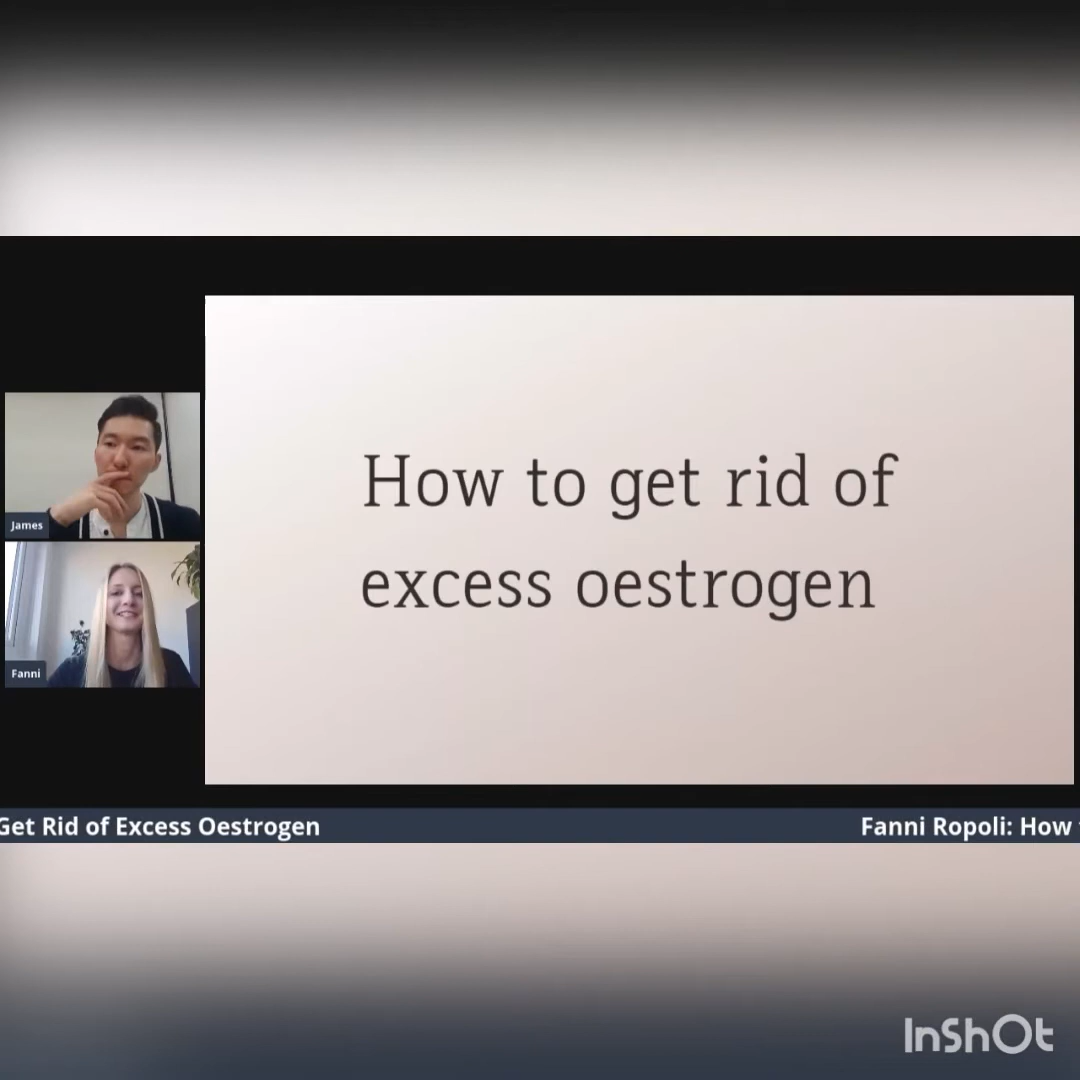 How to get rid of
excess oestrogen
James
Fanni
Get Rid of Excess Oestrogen
Fanni Ropoli: How
InShOt